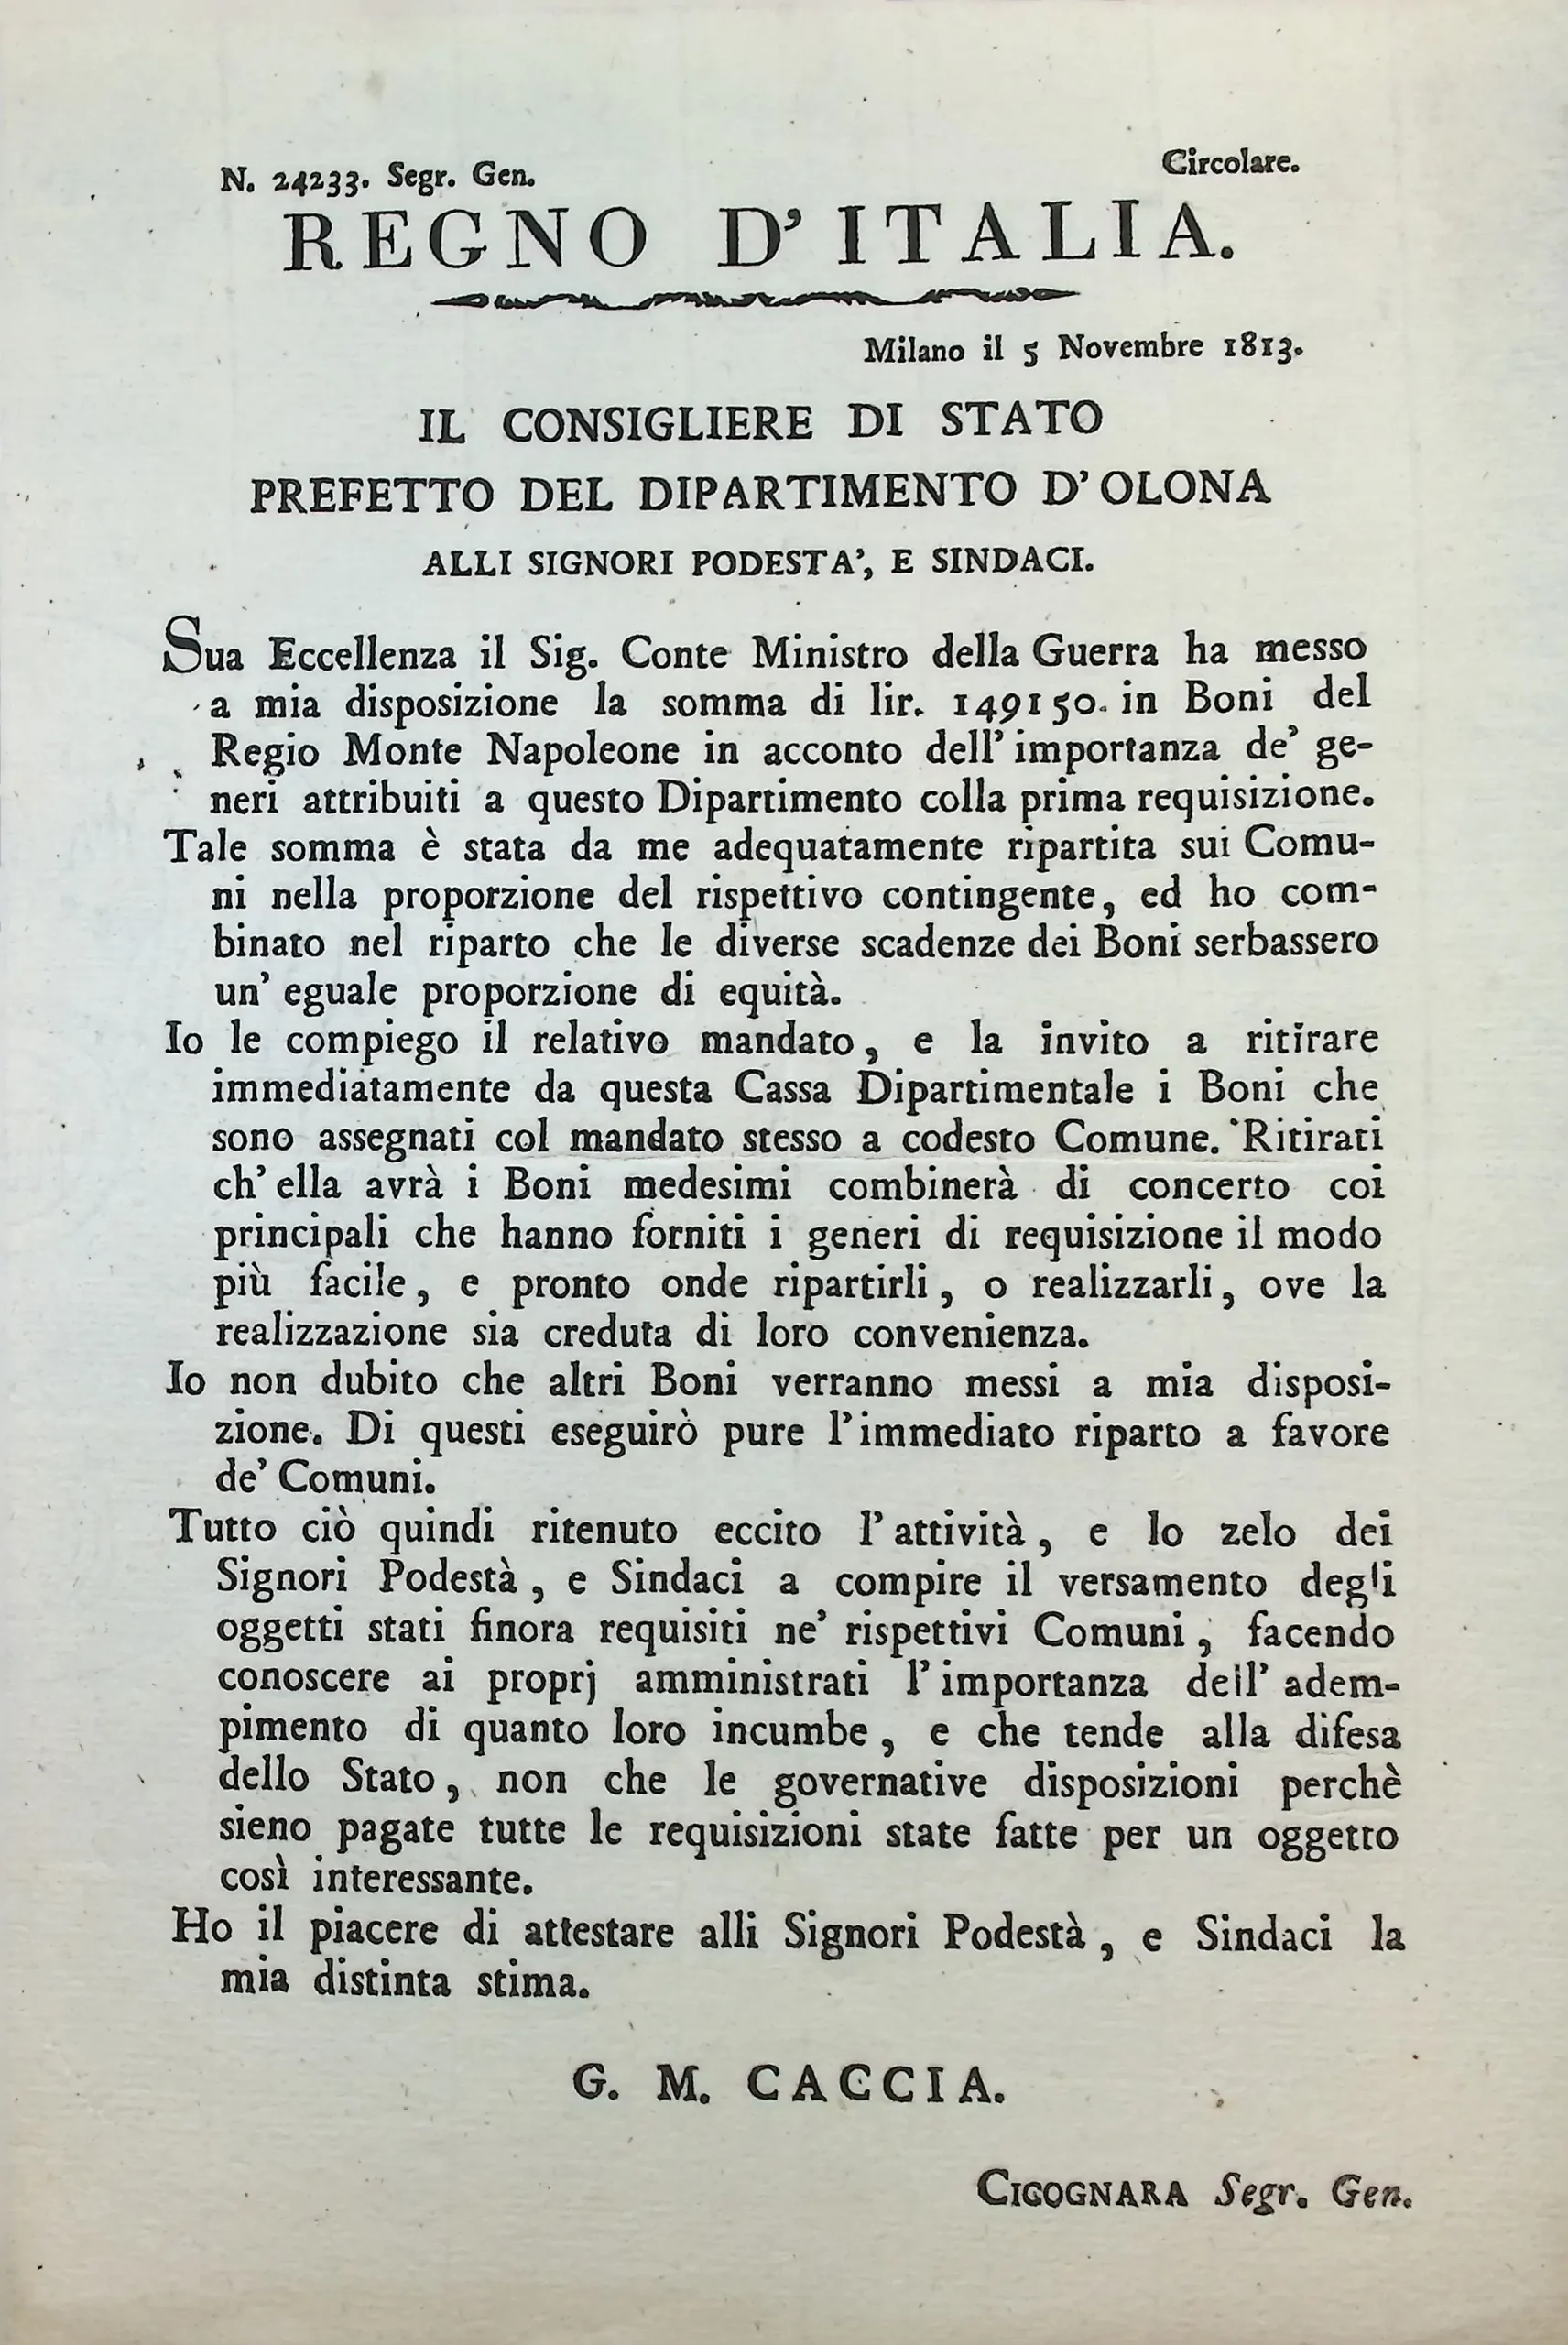 N. 24233. Segr. Gen.
Circolare.
REGNO D'ITALIA.
Milano il 5 Novembre 1813.
IL CONSIGLIERE DI STATO
PREFETTO DEL DIPARTIMENTO D'OLONA
ALLI SIGNORI PODESTA', E SINDACI.
Sua Eccellenza il Sig. Conte Ministro della Guerra ha messo
a mia disposizione la somma di lir. 149150. in Boni del
Regio Monte Napoleone in acconto dell' importanza de' ge-
neri attribuiti a questo Dipartimento colla prima requisizione.
Tale somma è stata da me adequatamente ripartita sui Comu-
ni nella proporzione del rispettivo contingente, ed ho com-
binato nel riparto che le diverse scadenze dei Boni serbassero
un' eguale proporzione di equità.
Io le compiego il relativo mandato, e la invito a ritirare
immediatamente da questa Cassa Dipartimentale i Boni che
sono assegnati col mandato stesso a codesto Comune. Ritirati
ch' ella avrà i Boni medesimi combinerà di concerto coi
principali che hanno forniti i generi di requisizione il modo
più facile, e pronto onde ripartirli, o realizzarli, ove la
realizzazione sia creduta di loro convenienza.
Io non dubito che altri Boni verranno messi a mia disposi-
zione. Di questi eseguirò pure l' immediato riparto a favore
de' Comuni.
Tutto ciò quindi ritenuto eccito l' attività, e lo zelo dei
Signori Podestà, e Sindaci a compire il versamento degli
oggetti stati finora requisiti ne' rispettivi Comuni, facendo
conoscere ai proprj amministrati l' importanza dell' adem-
pimento di quanto loro incumbe, e che tende alla difesa
dello Stato, non che le governative disposizioni perchè
sieno pagate tutte le requisizioni state fatte per un oggetto
così interessante.
Ho il piacere di attestare alli Signori Podestà, e Sindaci la
mia distinta stima.
G. M. CACCIA.
CICOGNARA Segr. Gen.